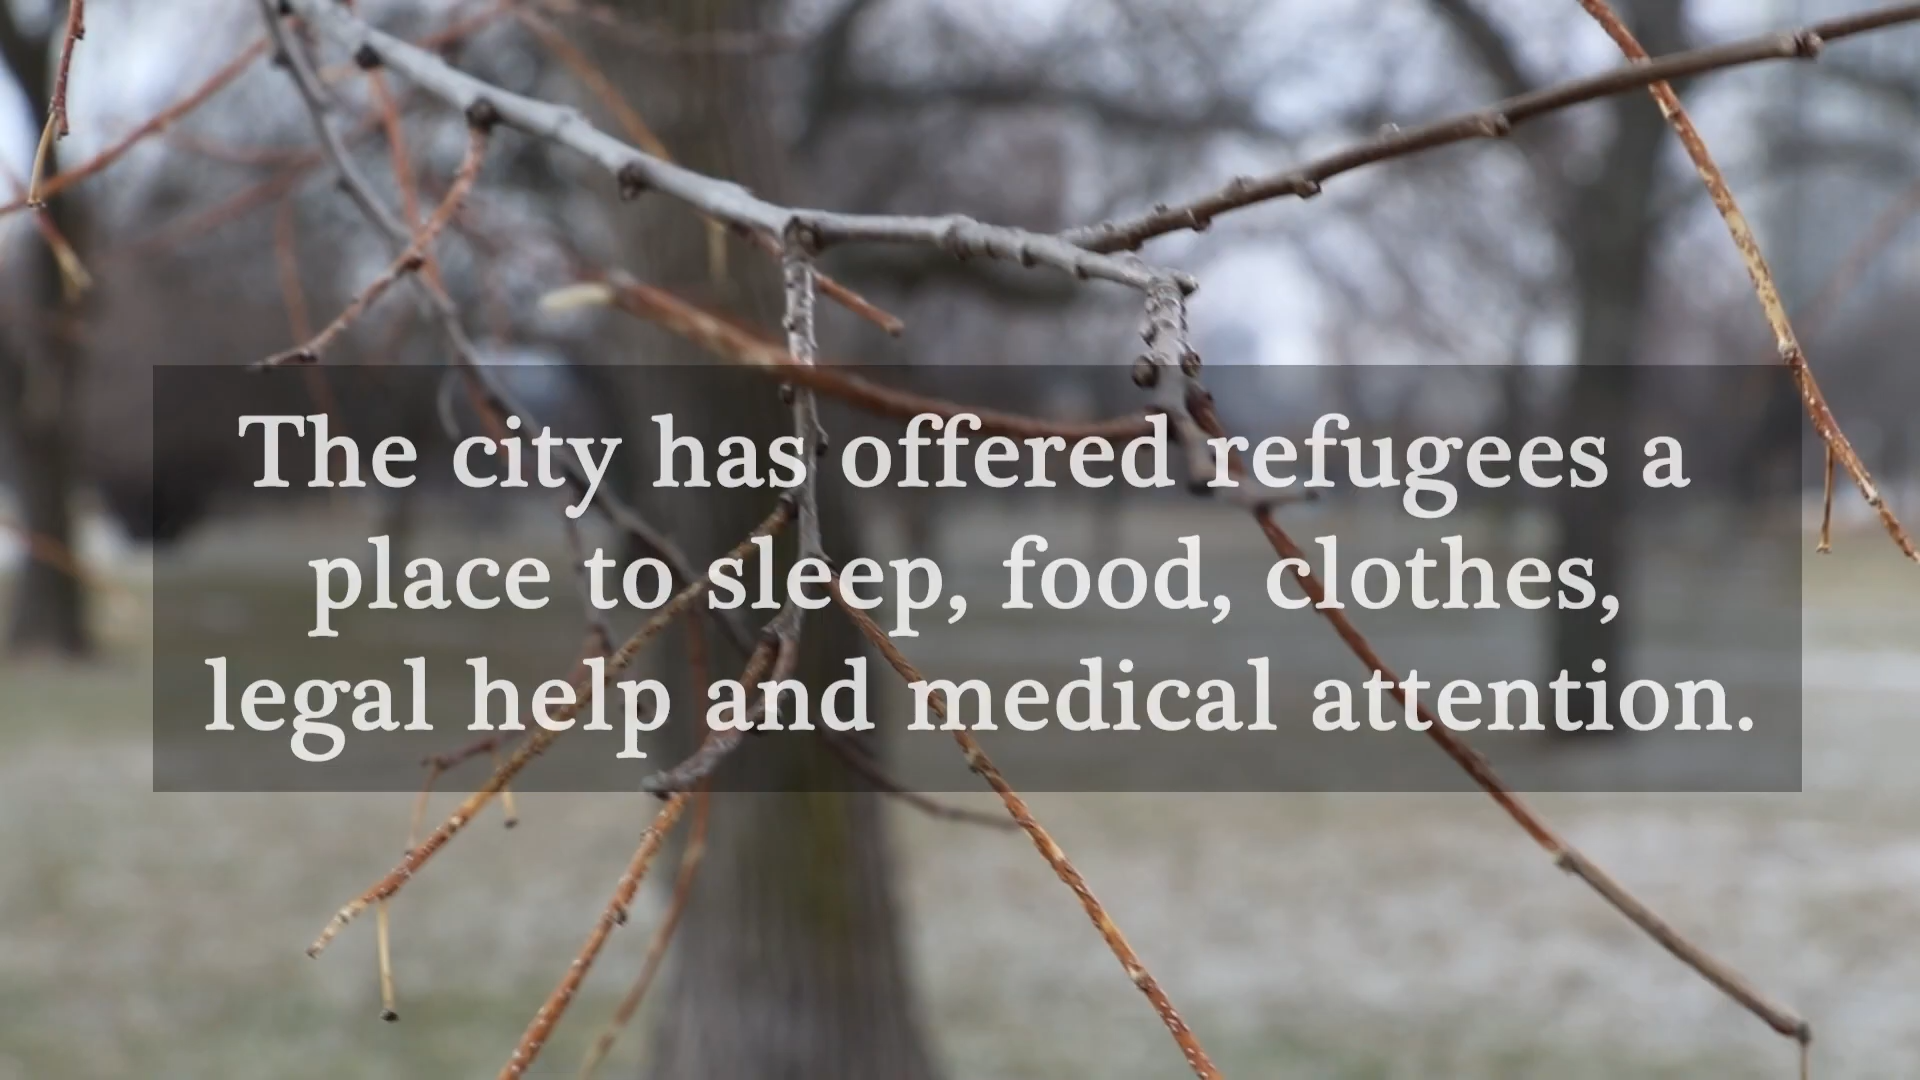 The city has offered refugees a
place to sleep, food, clothes,
legal help and medical attention.